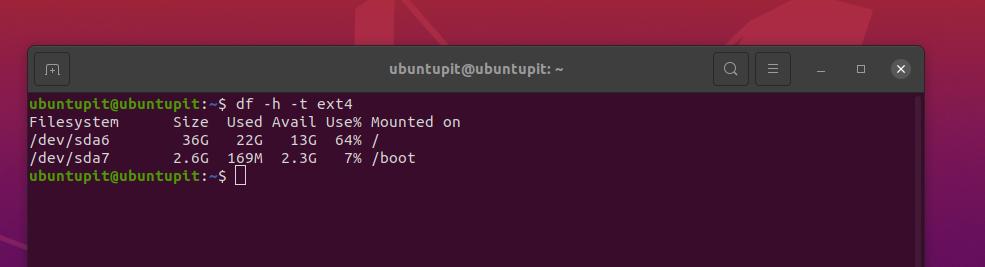 ubuntupit@ubuntupit: ~
ubuntupit@ubuntupit:~$ df -h -t ext4
Filesystem      Size  Used Avail Use% Mounted on
/dev/sda6        36G   22G   13G  64% /
/dev/sda7       2.6G  169M  2.3G   7% /boot
ubuntupit@ubuntupit:~$